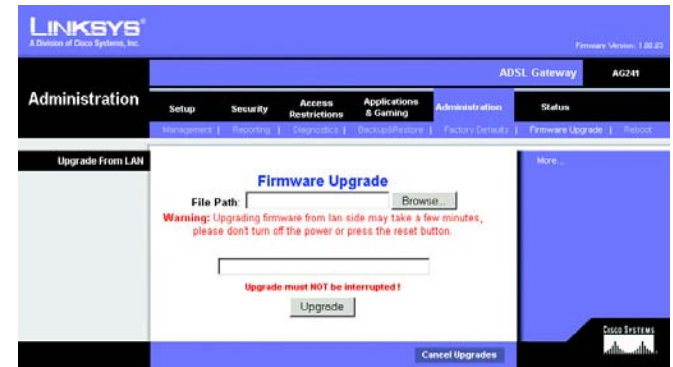 LINKSYS®
A Division of Cisco Systems, Inc.
Firmware Version: 1.00.03
ADSL Gateway AG241
Administration
Setup Security Access Restrictions Applications & Gaming Administration Status
Management | Reporting | Diagnostics | Backup&Restore | Factory Defaults | Firmware Upgrade | Reboot
Upgrade From LAN
More...
Firmware Upgrade
File Path: Browse...
Warning: Upgrading firmware from lan side may take a few minutes,
please don't turn off the power or press the reset button.
Upgrade must NOT be interrupted !
Upgrade
Cancel Upgrades
CISCO SYSTEMS